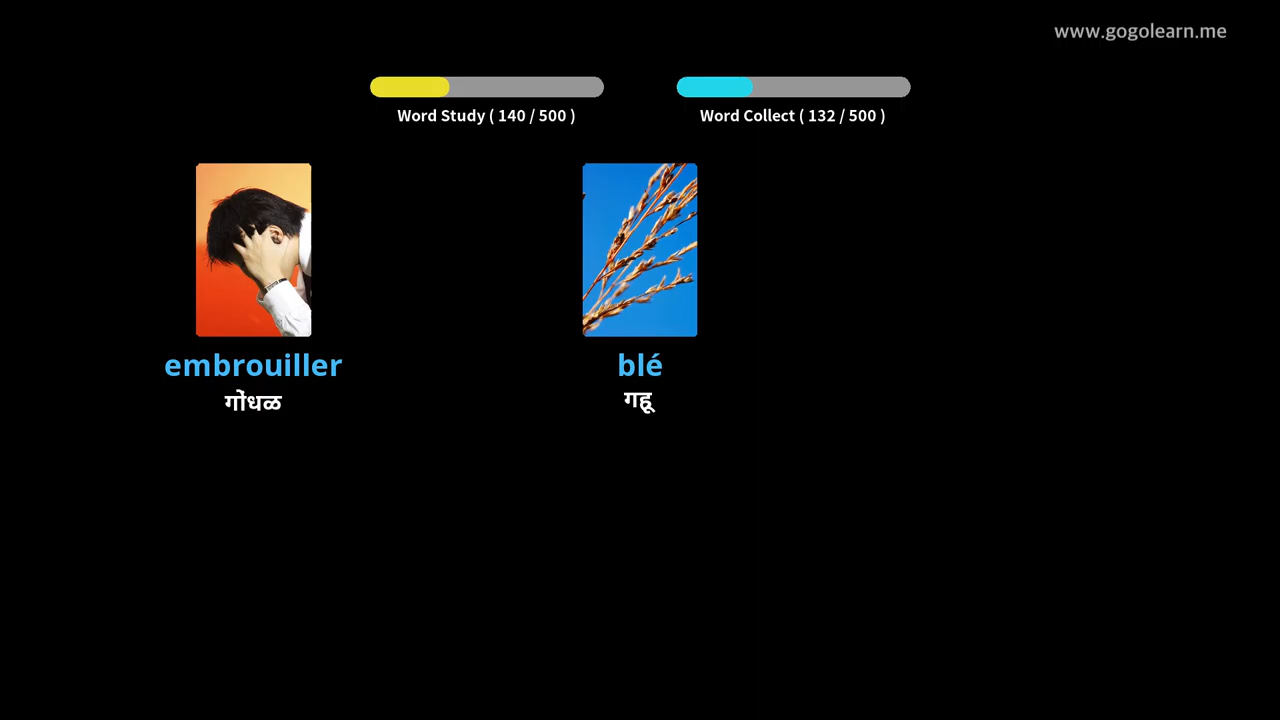 www.gogolearn.me
Word Study ( 140 / 500 )
Word Collect ( 132 / 500 )
embrouiller
गोंधळ
blé
गहू